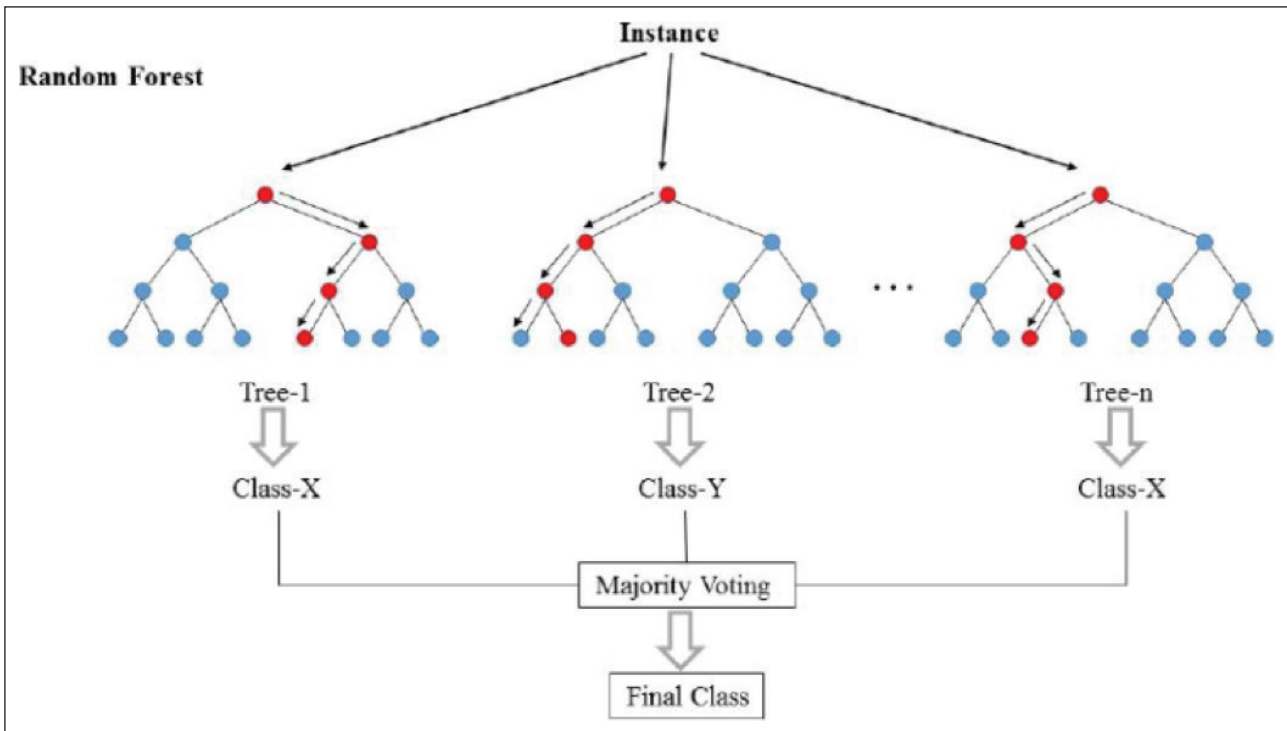 Instance
Random Forest
...
Tree-1 Tree-2 Tree-n
Class-X Class-Y Class-X
Majority Voting
Final Class